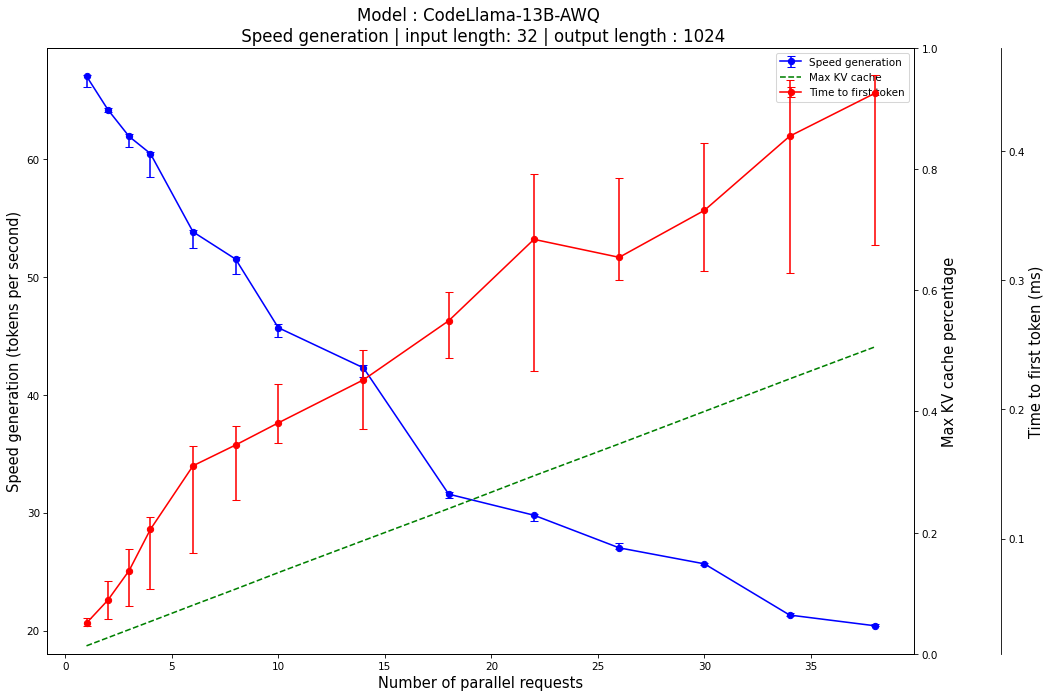 Model : CodeLlama-13B-AWQ
Speed generation | input length: 32 | output length : 1024
Speed generation
Max KV cache
Time to first token
Speed generation (tokens per second)
60
50
40
30
20
0
5
10
15
20
25
30
35
Number of parallel requests
1.0
0.8
0.6
0.4
0.2
0.0
Max KV cache percentage
0.4
0.3
0.2
0.1
Time to first token (ms)